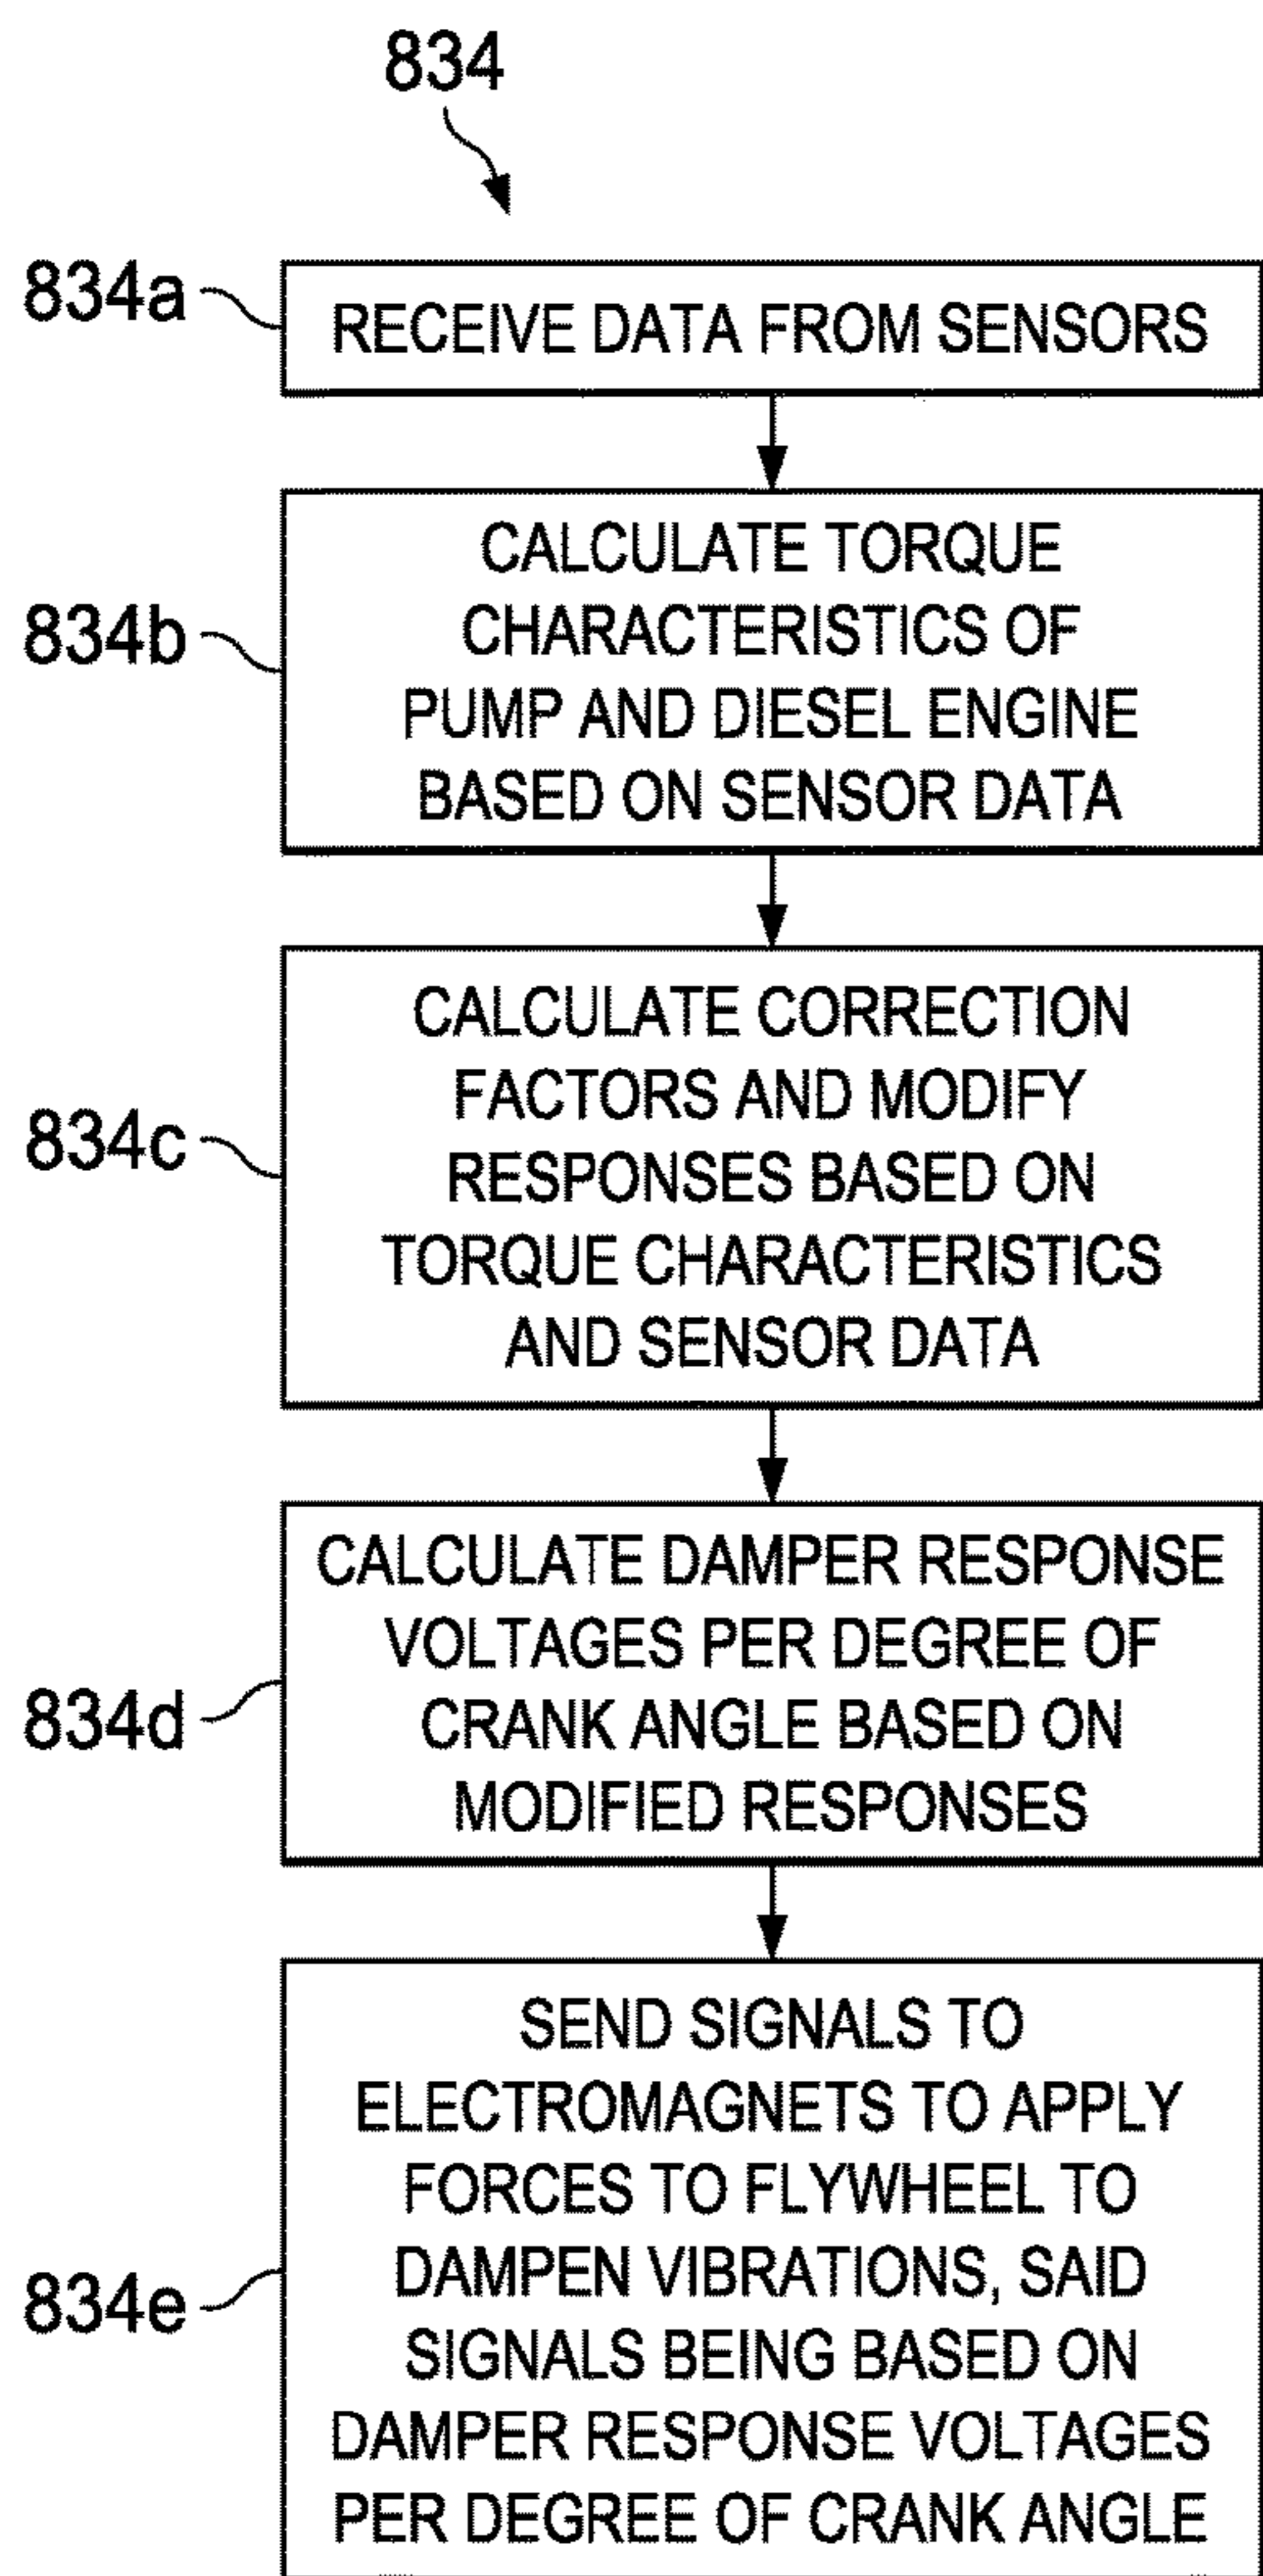 834
834a
RECEIVE DATA FROM SENSORS
834b
CALCULATE TORQUE
CHARACTERISTICS OF
PUMP AND DIESEL ENGINE
BASED ON SENSOR DATA
834c
CALCULATE CORRECTION
FACTORS AND MODIFY
RESPONSES BASED ON
TORQUE CHARACTERISTICS
AND SENSOR DATA
834d
CALCULATE DAMPER RESPONSE
VOLTAGES PER DEGREE OF
CRANK ANGLE BASED ON
MODIFIED RESPONSES
834e
SEND SIGNALS TO
ELECTROMAGNETS TO APPLY
FORCES TO FLYWHEEL TO
DAMPEN VIBRATIONS, SAID
SIGNALS BEING BASED ON
DAMPER RESPONSE VOLTAGES
PER DEGREE OF CRANK ANGLE